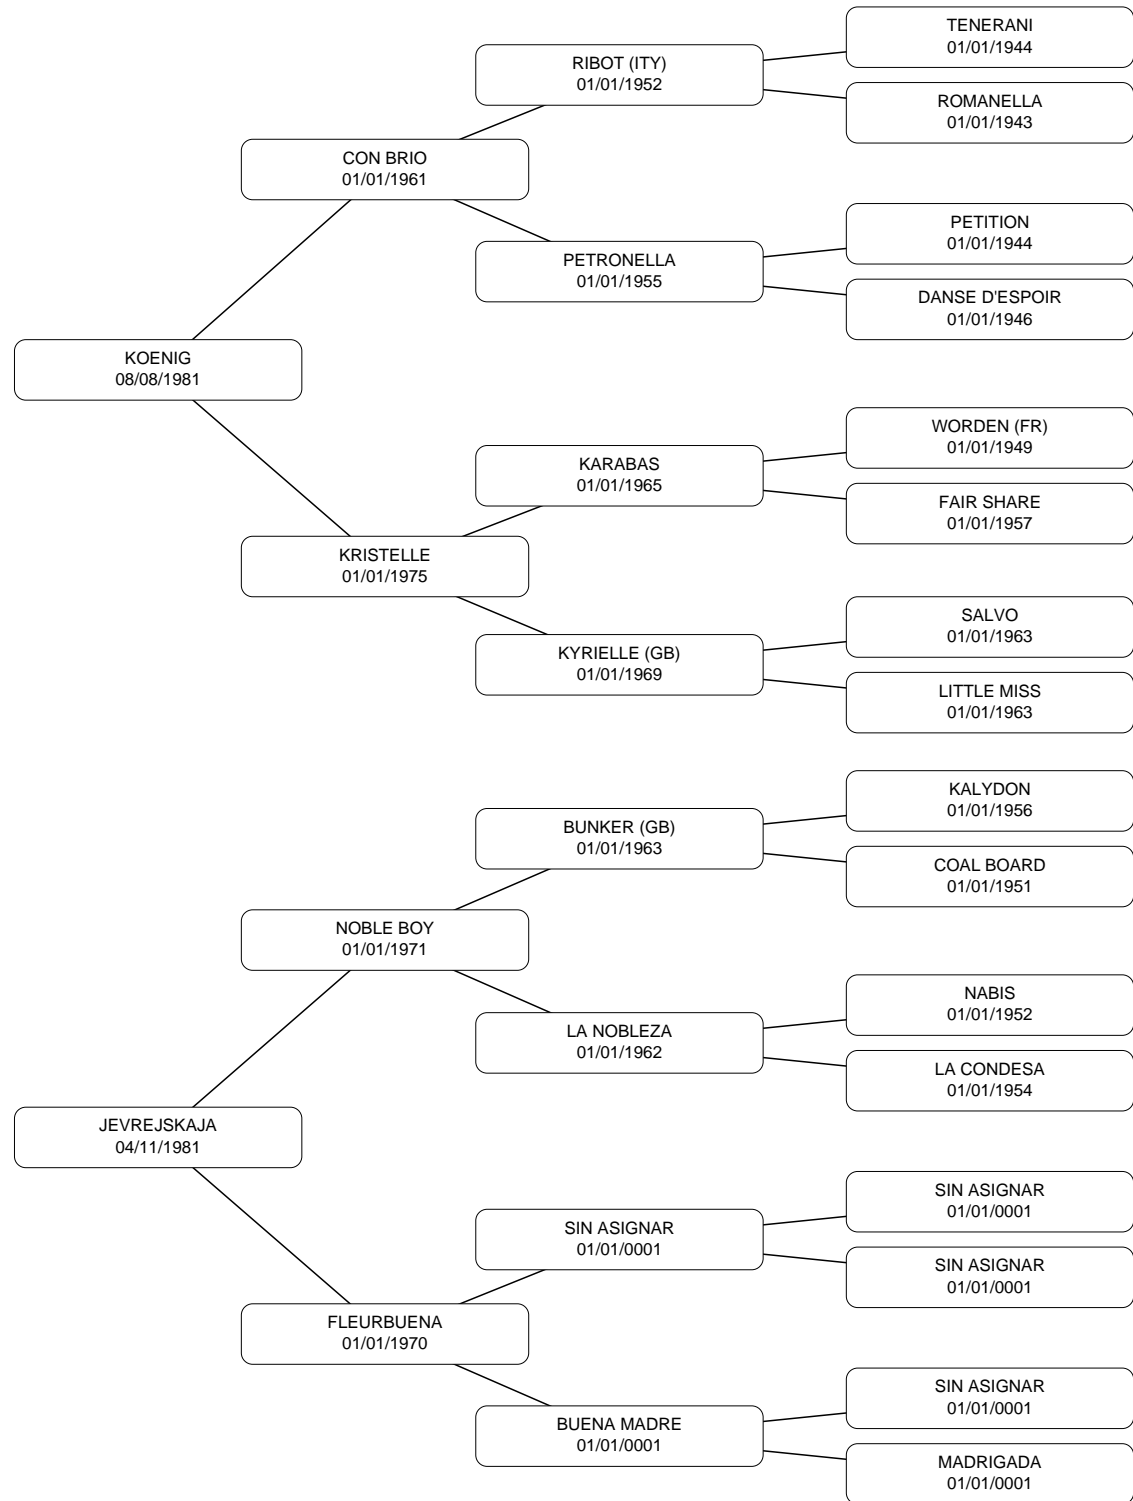 TENERANI
01/01/1944
RIBOT (ITY)
01/01/1952
ROMANELLA
01/01/1943
CON BRIO
01/01/1961
PETITION
01/01/1944
PETRONELLA
01/01/1955
DANSE D'ESPOIR
01/01/1946
KOENIG
08/08/1981
WORDEN (FR)
01/01/1949
KARABAS
01/01/1965
FAIR SHARE
01/01/1957
KRISTELLE
01/01/1975
SALVO
01/01/1963
KYRIELLE (GB)
01/01/1969
LITTLE MISS
01/01/1963
KALYDON
01/01/1956
BUNKER (GB)
01/01/1963
COAL BOARD
01/01/1951
NOBLE BOY
01/01/1971
NABIS
01/01/1952
LA NOBLEZA
01/01/1962
LA CONDESA
01/01/1954
JEVREJSKAJA
04/11/1981
SIN ASIGNAR
01/01/0001
SIN ASIGNAR
01/01/0001
SIN ASIGNAR
01/01/0001
FLEURBUENA
01/01/1970
SIN ASIGNAR
01/01/0001
BUENA MADRE
01/01/0001
MADRIGADA
01/01/0001